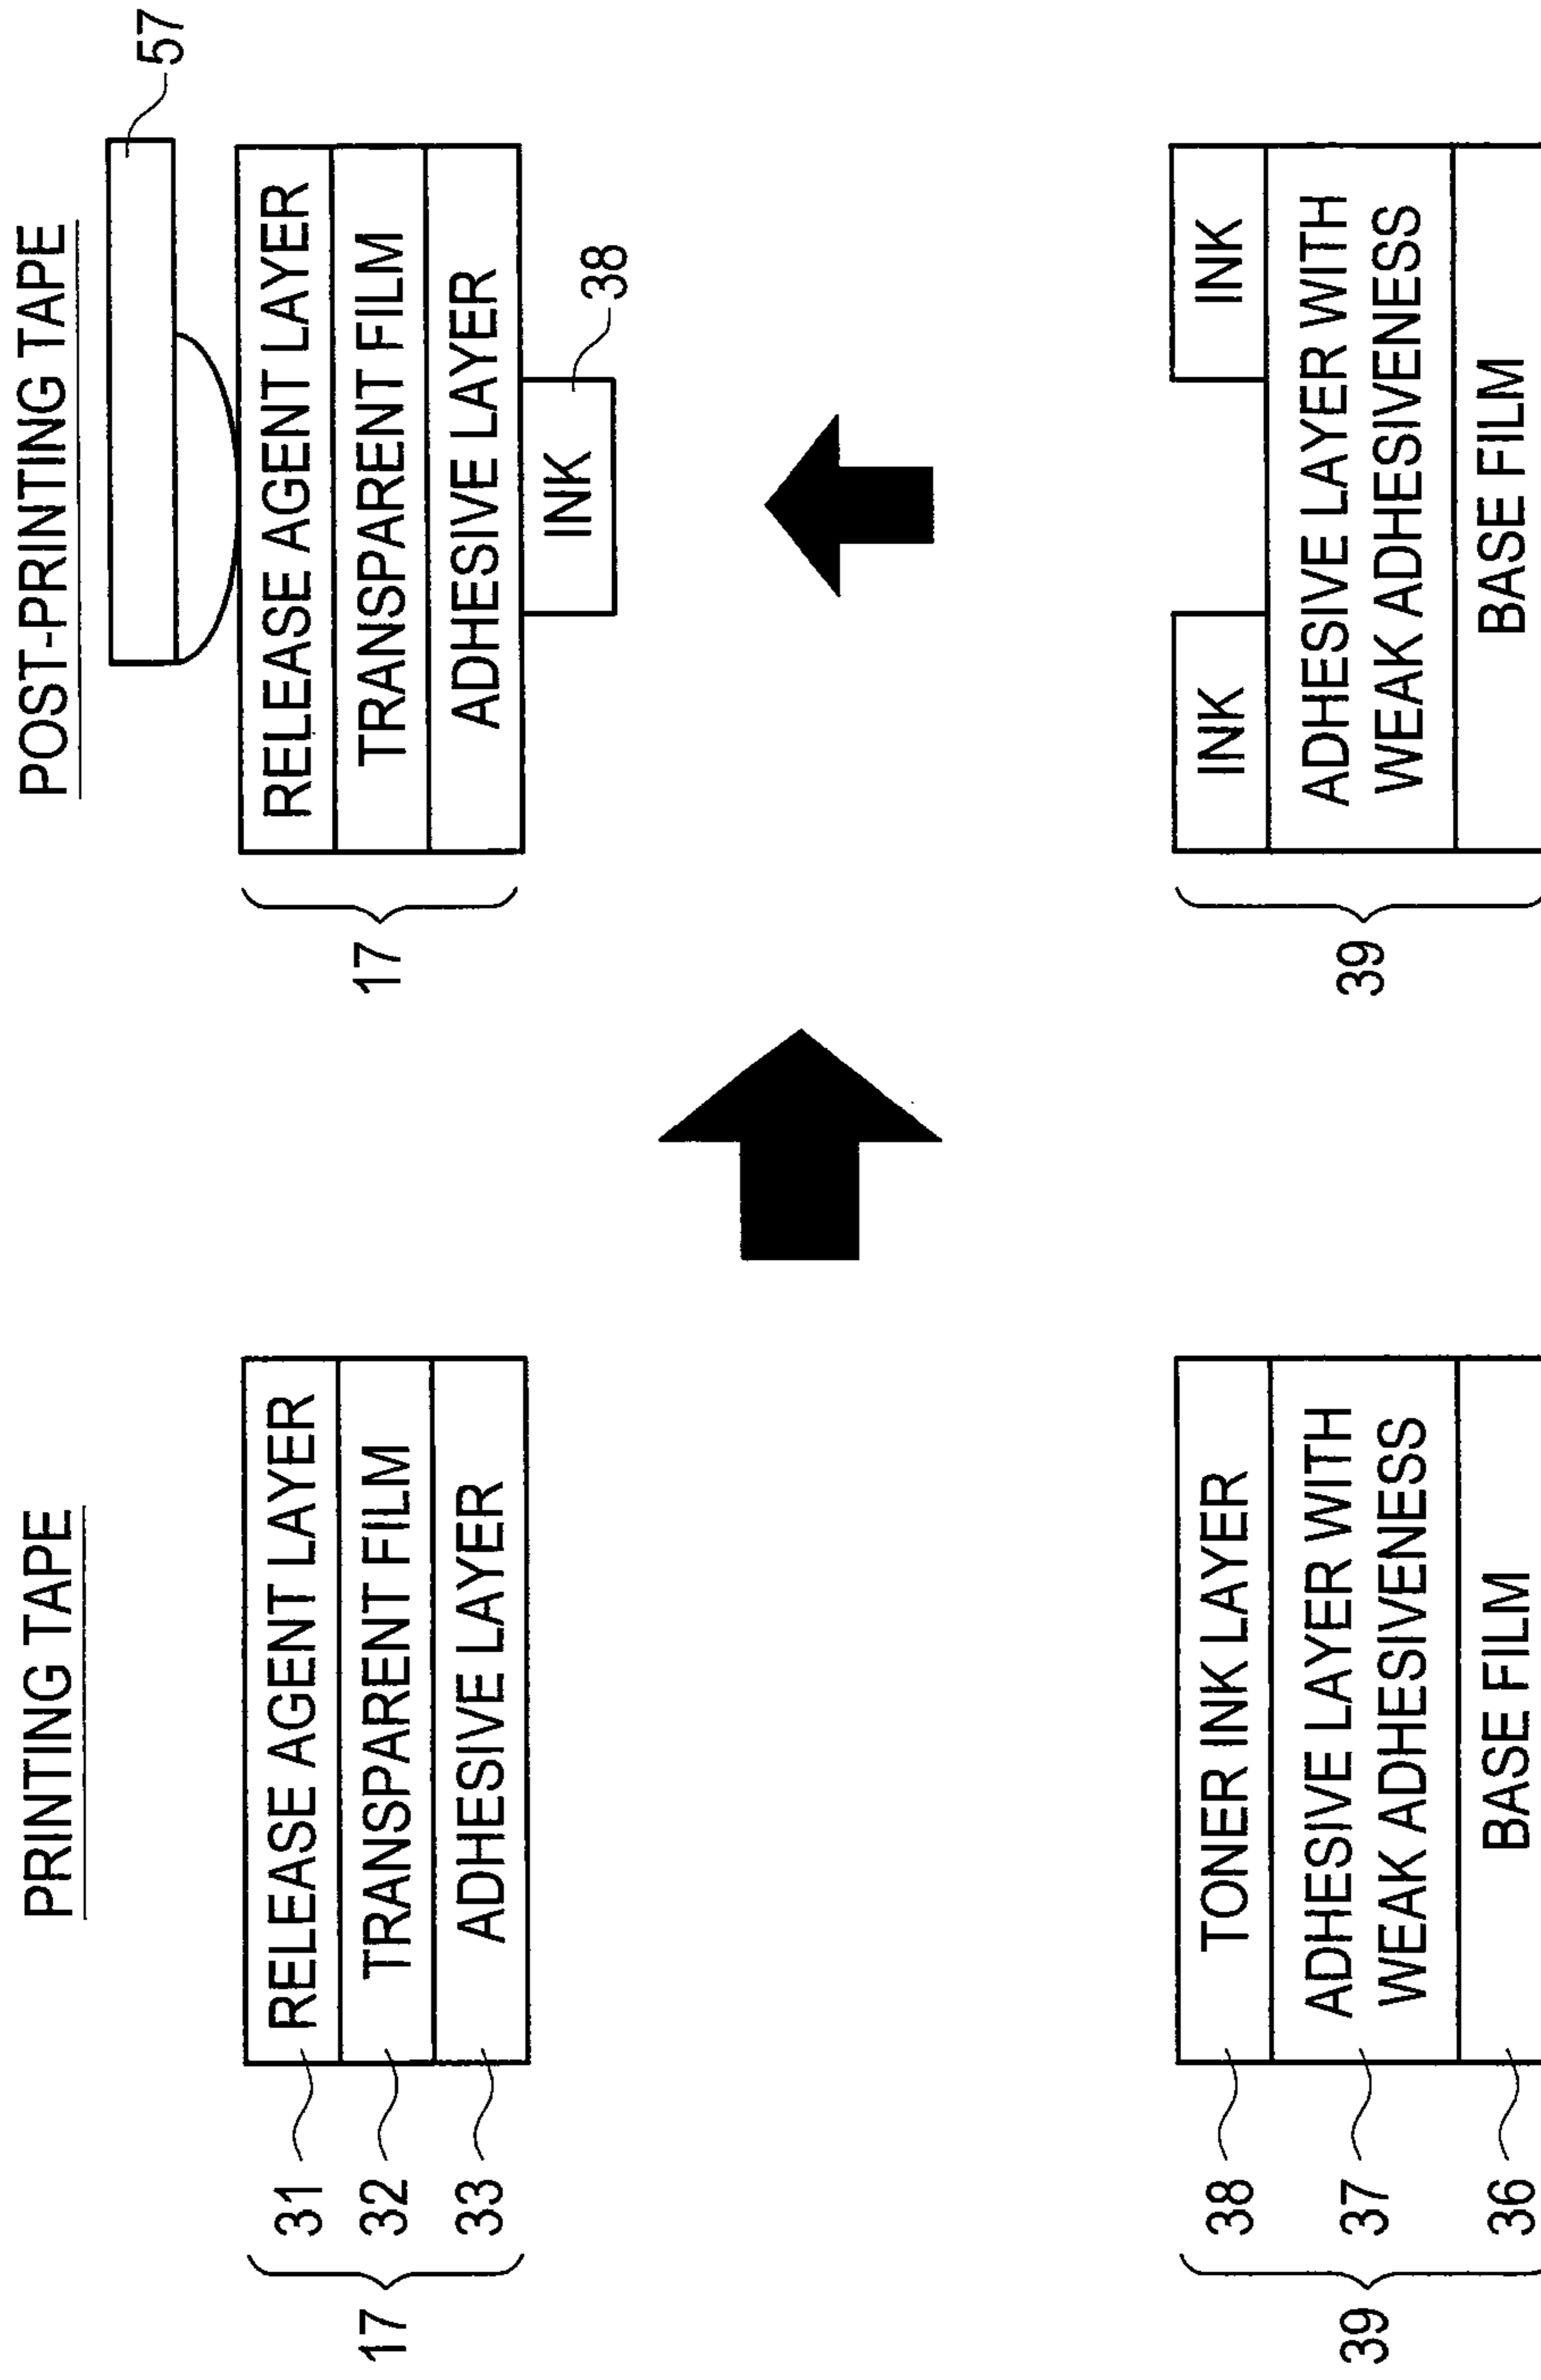 PRINTING TAPE
31
RELEASE AGENT LAYER
32
TRANSPARENT FILM
33
ADHESIVE LAYER
17
38
TONER INK LAYER
37
ADHESIVE LAYER WITH
WEAK ADHESIVENESS
36
BASE FILM
39
POST-PRINTING TAPE
57
RELEASE AGENT LAYER
TRANSPARENT FILM
ADHESIVE LAYER
17
INK
38
INK
INK
ADHESIVE LAYER WITH
WEAK ADHESIVENESS
BASE FILM
39